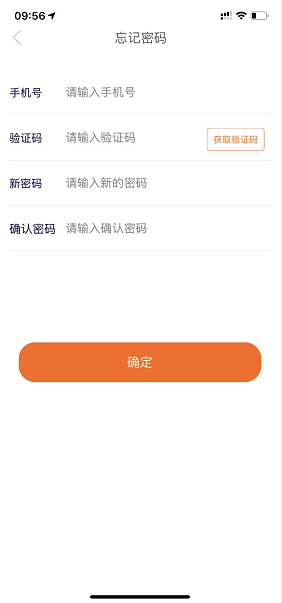 09:56
忘记密码
手机号 请输入手机号
验证码 请输入验证码 获取验证码
新密码 请输入新的密码
确认密码 请输入确认密码
确定